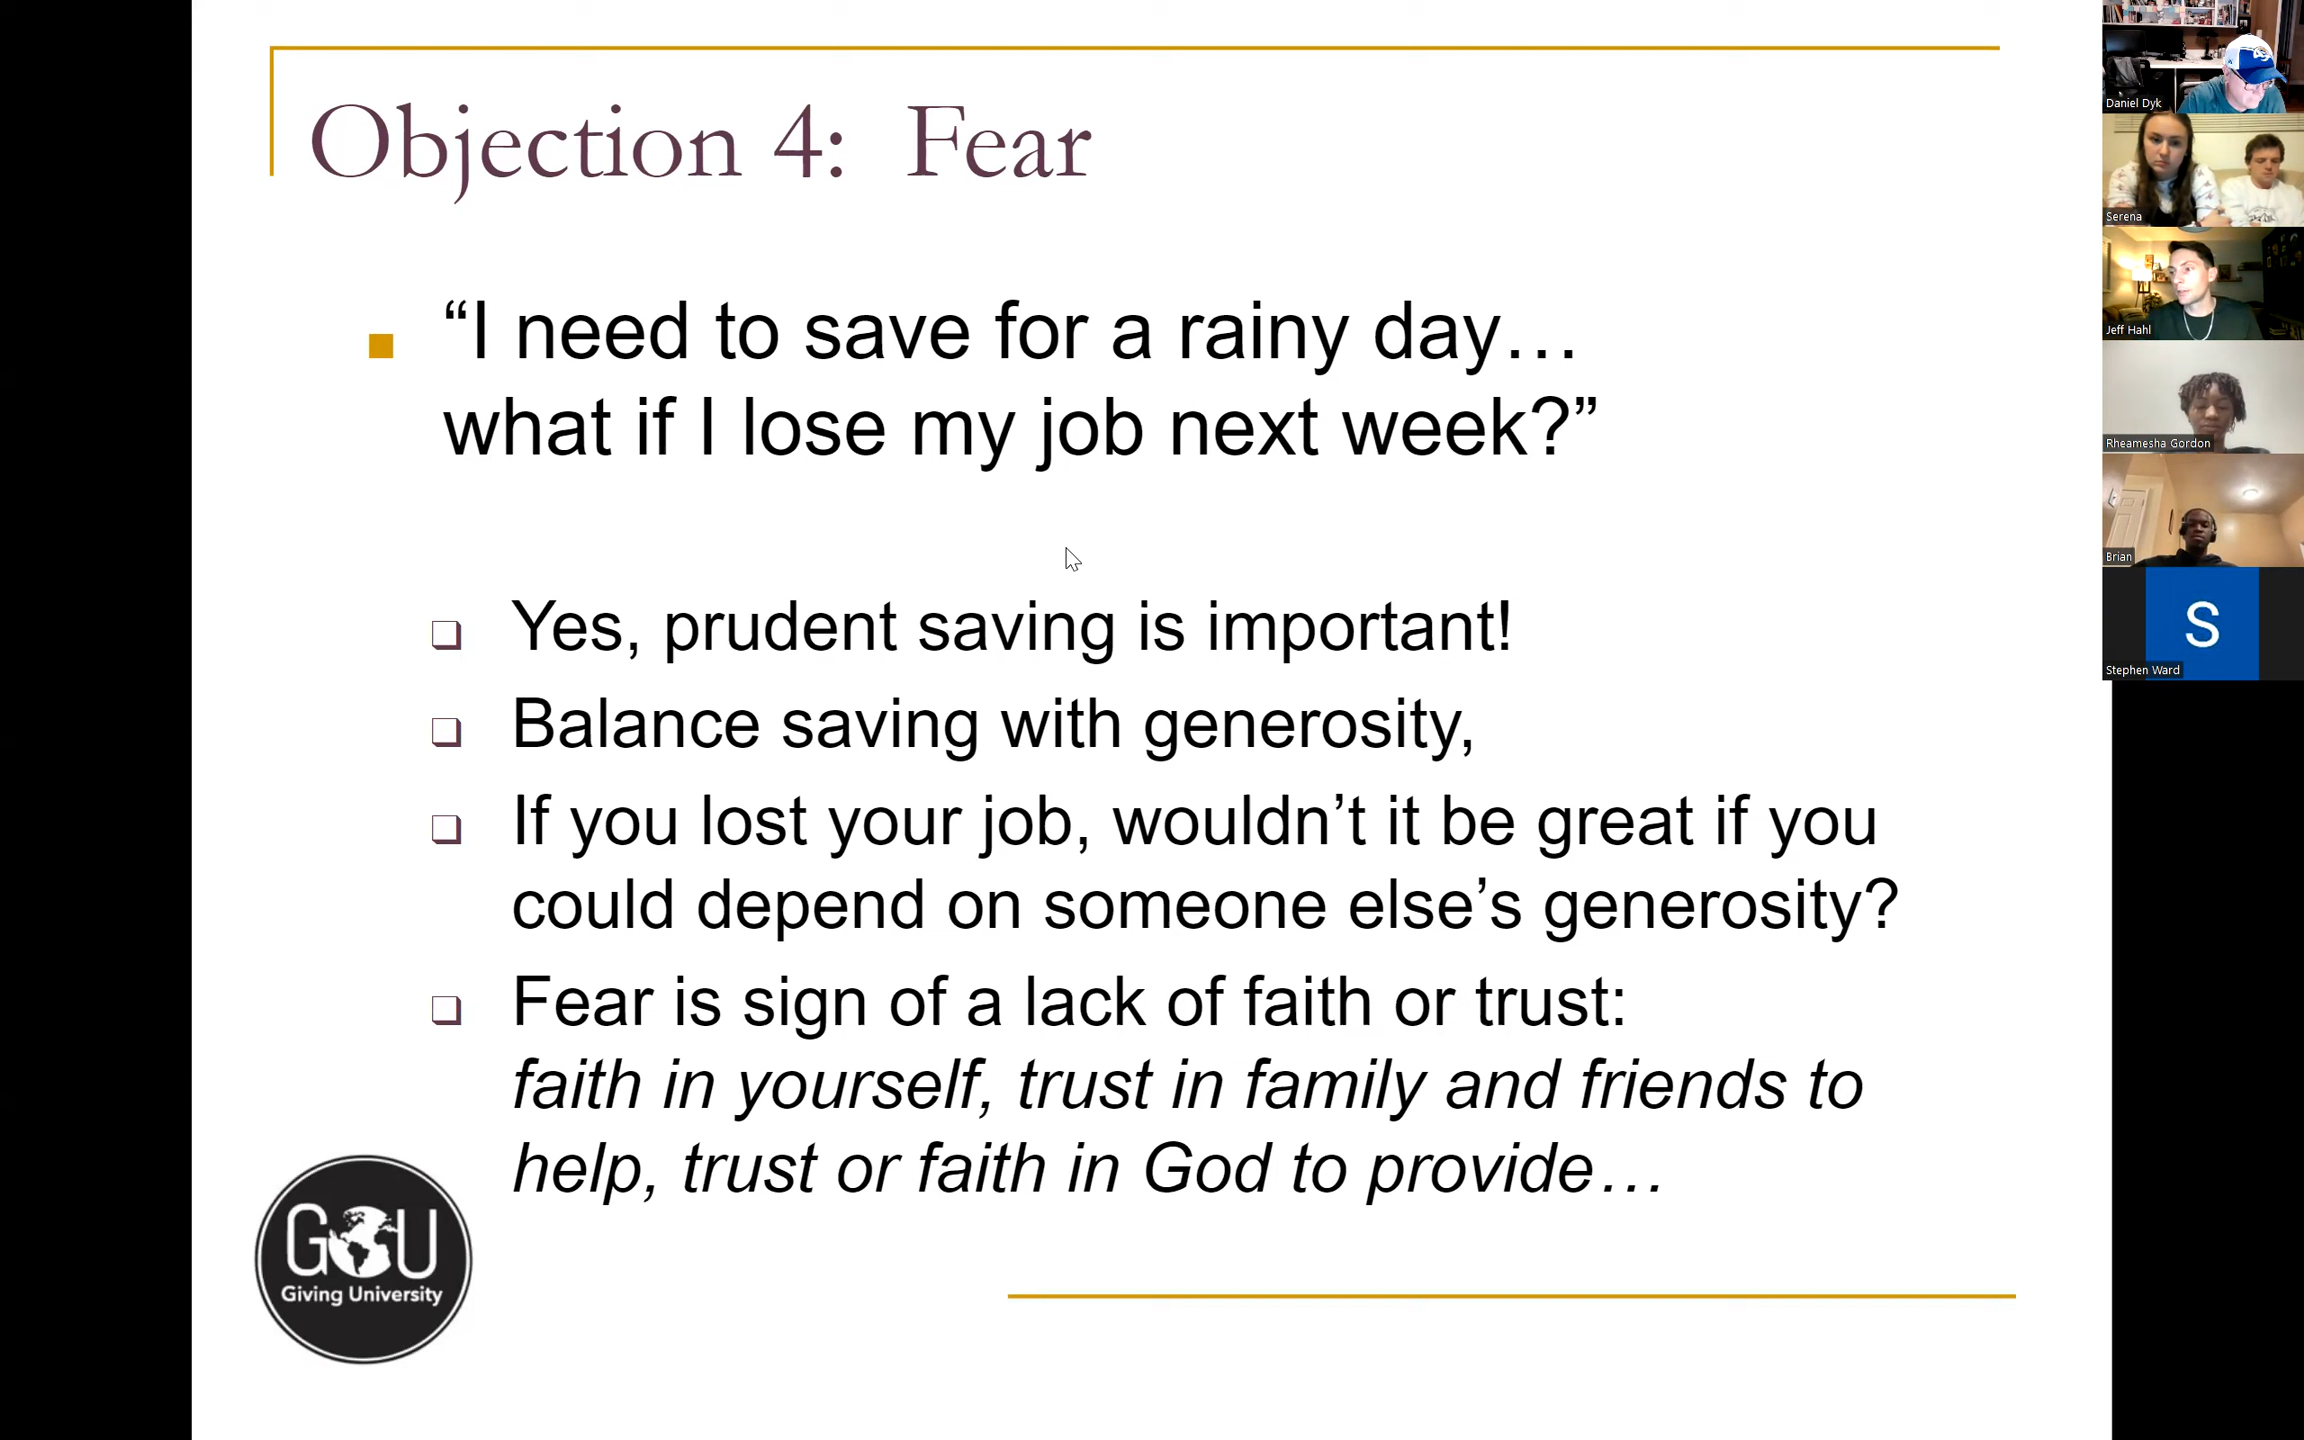 Objection 4: Fear
“I need to save for a rainy day…
what if I lose my job next week?”
Yes, prudent saving is important!
Balance saving with generosity,
If you lost your job, wouldn’t it be great if you
could depend on someone else’s generosity?
Fear is sign of a lack of faith or trust:
faith in yourself, trust in family and friends to
help, trust or faith in God to provide…
G U
Giving University
Daniel Dyk
Serena
Jeff Hahl
Rheamesha Gordon
Brian
S
Stephen Ward